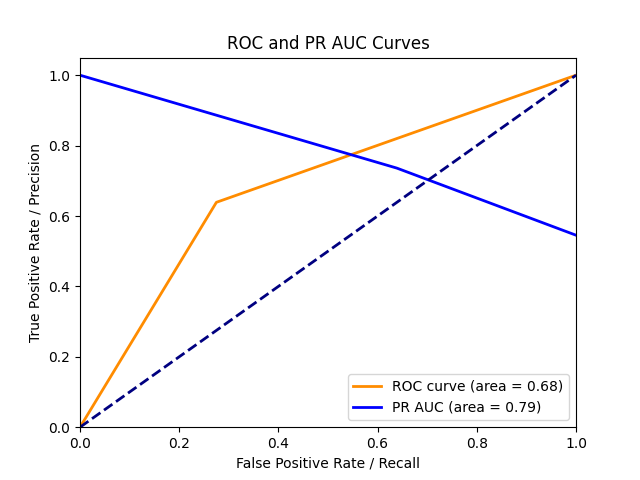 ROC and PR AUC Curves
True Positive Rate / Precision
1.0
0.8
0.6
0.4
0.2
0.0
0.0 0.2 0.4 0.6 0.8 1.0
False Positive Rate / Recall
ROC curve (area = 0.68)
PR AUC (area = 0.79)